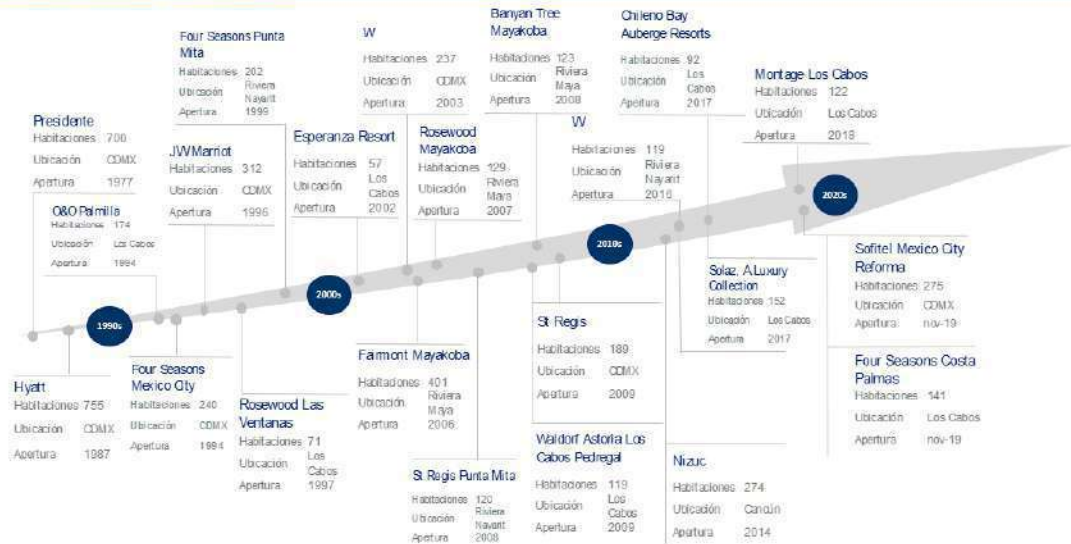 Presidente
Habitaciones 700
Ubicación CDMX
Apertura 1977
O&O Palmilla
Habitaciones 174
Ubicación Los Cabos
Apertura 1994
JW Marriot
Habitaciones 312
Ubicación CDMX
Apertura 1996
Four Seasons Punta
Mita
Habitaciones 202
Ubicación Riviera
Nayarit
Apertura 1999
Esperanza Resort
Habitaciones 57
Ubicación Los
Cabos
Apertura 2002
W
Habitaciones 237
Ubicación CDMX
Apertura 2003
Rosewood
Mayakoba
Habitaciones 129
Ubicación Riviera
Maya
Apertura 2007
Banyan Tree
Mayakoba
Habitaciones 123
Ubicación Riviera
Maya
Apertura 2008
W
Habitaciones 119
Ubicación Riviera
Nayarit
Apertura 2016
Chileno Bay
Auberge Resorts
Habitaciones 92
Ubicación Los
Cabos
Apertura 2017
Montage Los Cabos
Habitaciones 122
Ubicación Los Cabos
Apertura 2018
1990s
2000s
2010s
2020s
Hyatt
Habitaciones 755
Ubicación CDMX
Apertura 1987
Four Seasons
Mexico City
Habitaciones 240
Ubicación CDMX
Apertura 1994
Rosewood Las
Ventanas
Habitaciones 71
Ubicación Los
Cabos
Apertura 1997
Fairmont Mayakoba
Habitaciones 401
Ubicación Riviera
Maya
Apertura 2006
St Regis Punta Mita
Habitaciones 120
Ubicación Riviera
Nayarit
Apertura 2008
St Regis
Habitaciones 189
Ubicación CDMX
Apertura 2009
Waldorf Astoria Los
Cabos Pedregal
Habitaciones 119
Ubicación Los
Cabos
Apertura 2009
Nizuc
Habitaciones 274
Ubicación Cancún
Apertura 2014
Solaz, A Luxury
Collection
Habitaciones 152
Ubicación Los Cabos
Apertura 2017
Sofitel Mexico City
Reforma
Habitaciones 275
Ubicación CDMX
Apertura nov-19
Four Seasons Costa
Palmas
Habitaciones 141
Ubicación Los Cabos
Apertura nov-19